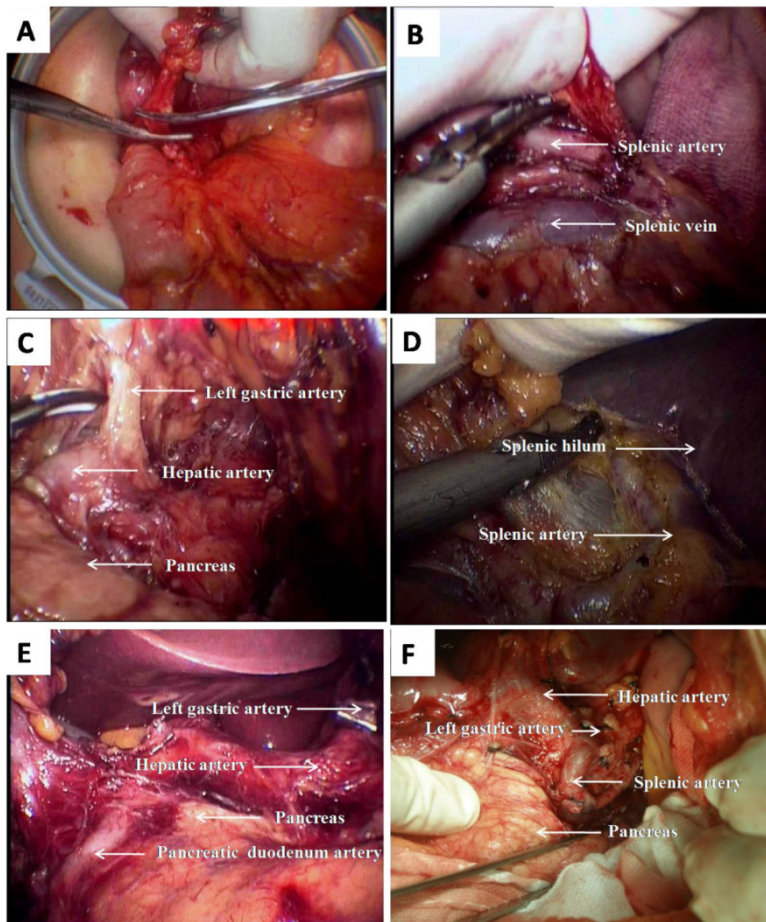 A
B
Splenic artery
Splenic vein
C
Left gastric artery
Hepatic artery
Pancreas
D
Splenic hilum
Splenic artery
E
Left gastric artery
Hepatic artery
Pancreas
Pancreatic duodenum artery
F
Hepatic artery
Left gastric artery
Splenic artery
Pancreas